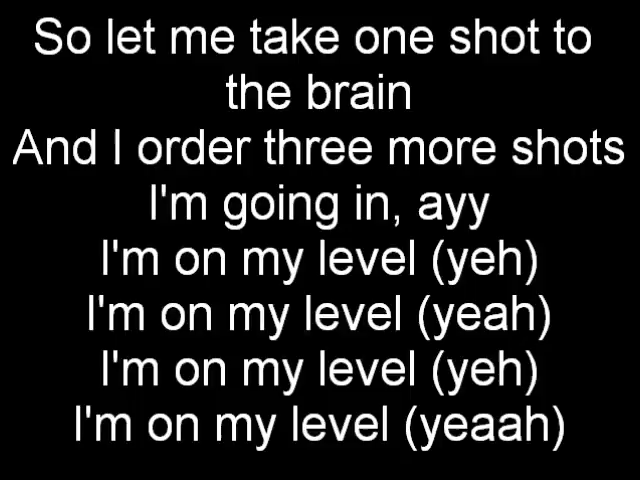 So let me take one shot to
the brain
And I order three more shots
I'm going in, ayy
I'm on my level (yeh)
I'm on my level (yeah)
I'm on my level (yeh)
I'm on my level (yeaah)